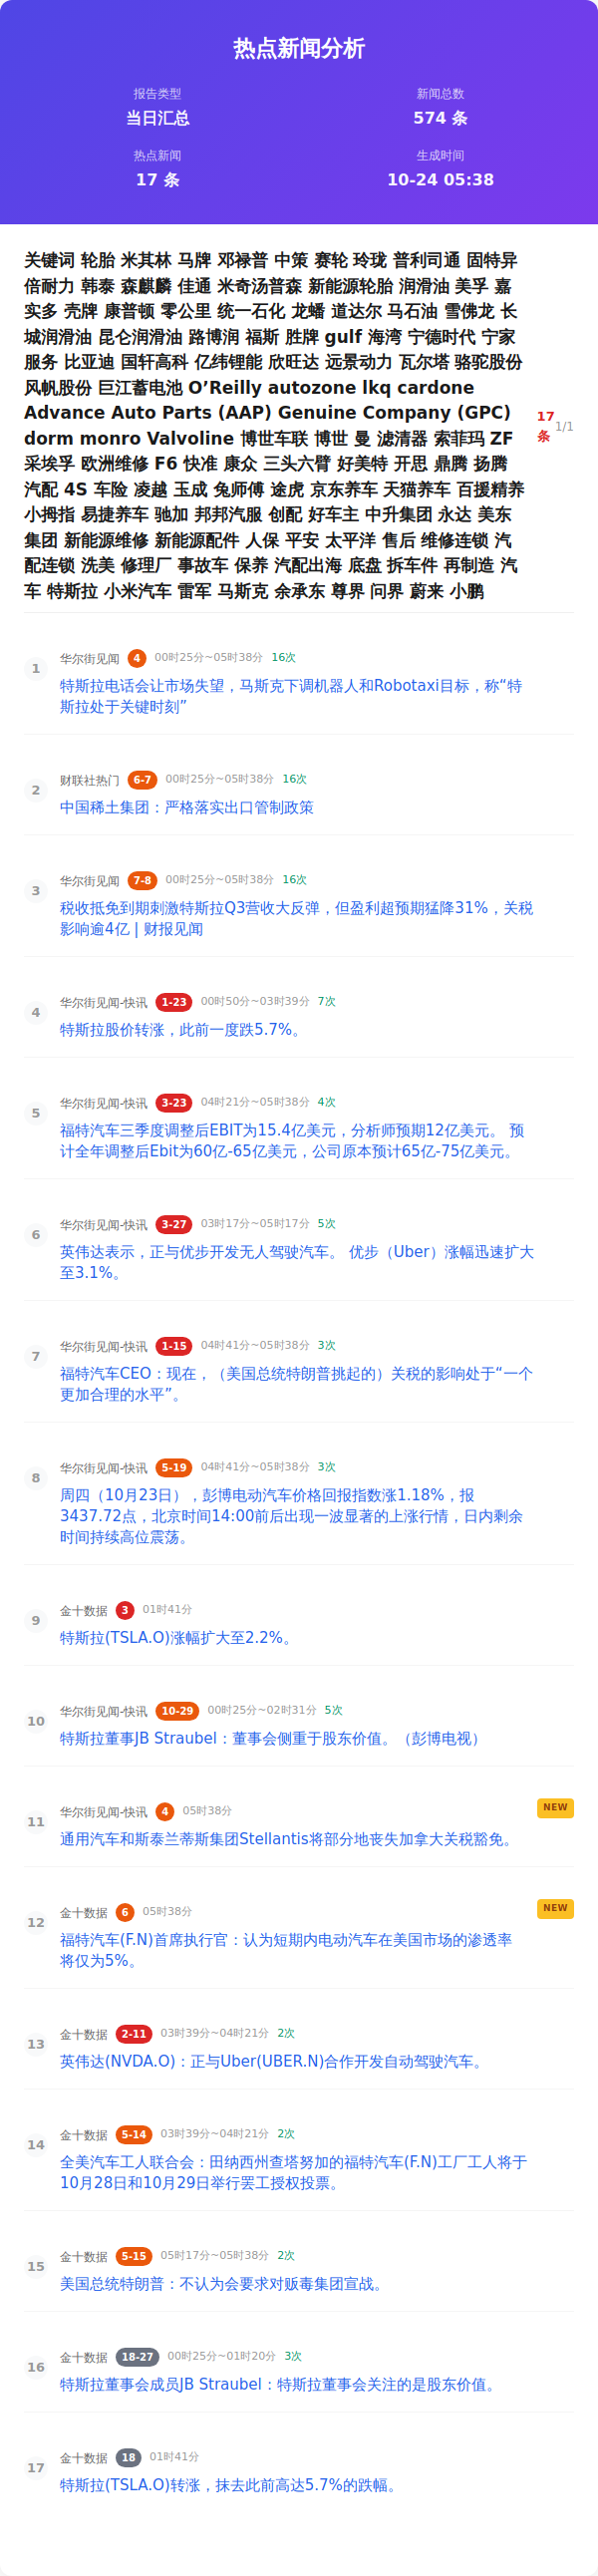 热点新闻分析
报告类型
当日汇总
新闻总数
574 条
热点新闻
17 条
生成时间
10-24 05:38
关键词 轮胎 米其林 马牌 邓禄普 中策 赛轮 玲珑 普利司通 固特异
倍耐力 韩泰 森麒麟 佳通 米奇汤普森 新能源轮胎 润滑油 美孚 嘉
实多 壳牌 康普顿 零公里 统一石化 龙蟠 道达尔 马石油 雪佛龙 长
城润滑油 昆仑润滑油 路博润 福斯 胜牌 gulf 海湾 宁德时代 宁家
服务 比亚迪 国轩高科 亿纬锂能 欣旺达 远景动力 瓦尔塔 骆驼股份
风帆股份 巨江蓄电池 O’Reilly autozone lkq cardone
Advance Auto Parts (AAP) Genuine Company (GPC)
dorm monro Valvoline 博世车联 博世 曼 滤清器 索菲玛 ZF
采埃孚 欧洲维修 F6 快准 康众 三头六臂 好美特 开思 鼎腾 扬腾
汽配 4S 车险 凌越 玉成 兔师傅 途虎 京东养车 天猫养车 百援精养
小拇指 易捷养车 驰加 邦邦汽服 创配 好车主 中升集团 永达 美东
集团 新能源维修 新能源配件 人保 平安 太平洋 售后 维修连锁 汽
配连锁 洗美 修理厂 事故车 保养 汽配出海 底盘 拆车件 再制造 汽
车 特斯拉 小米汽车 雷军 马斯克 余承东 尊界 问界 蔚来 小鹏
17
条
1/1
1
华尔街见闻 4 00时25分~05时38分 16次
特斯拉电话会让市场失望，马斯克下调机器人和Robotaxi目标，称“特
斯拉处于关键时刻”
2
财联社热门 6-7 00时25分~05时38分 16次
中国稀土集团：严格落实出口管制政策
3
华尔街见闻 7-8 00时25分~05时38分 16次
税收抵免到期刺激特斯拉Q3营收大反弹，但盈利超预期猛降31%，关税
影响逾4亿 | 财报见闻
4
华尔街见闻-快讯 1-23 00时50分~03时39分 7次
特斯拉股价转涨，此前一度跌5.7%。
5
华尔街见闻-快讯 3-23 04时21分~05时38分 4次
福特汽车三季度调整后EBIT为15.4亿美元，分析师预期12亿美元。 预
计全年调整后Ebit为60亿-65亿美元，公司原本预计65亿-75亿美元。
6
华尔街见闻-快讯 3-27 03时17分~05时17分 5次
英伟达表示，正与优步开发无人驾驶汽车。 优步（Uber）涨幅迅速扩大
至3.1%。
7
华尔街见闻-快讯 1-15 04时41分~05时38分 3次
福特汽车CEO：现在，（美国总统特朗普挑起的）关税的影响处于“一个
更加合理的水平”。
8
华尔街见闻-快讯 5-19 04时41分~05时38分 3次
周四（10月23日），彭博电动汽车价格回报指数涨1.18%，报
3437.72点，北京时间14:00前后出现一波显著的上涨行情，日内剩余
时间持续高位震荡。
9
金十数据 3 01时41分
特斯拉(TSLA.O)涨幅扩大至2.2%。
10
华尔街见闻-快讯 10-29 00时25分~02时31分 5次
特斯拉董事JB Straubel：董事会侧重于股东价值。（彭博电视）
11
华尔街见闻-快讯 4 05时38分
NEW
通用汽车和斯泰兰蒂斯集团Stellantis将部分地丧失加拿大关税豁免。
12
金十数据 6 05时38分
NEW
福特汽车(F.N)首席执行官：认为短期内电动汽车在美国市场的渗透率
将仅为5%。
13
金十数据 2-11 03时39分~04时21分 2次
英伟达(NVDA.O)：正与Uber(UBER.N)合作开发自动驾驶汽车。
14
金十数据 5-14 03时39分~04时21分 2次
全美汽车工人联合会：田纳西州查塔努加的福特汽车(F.N)工厂工人将于
10月28日和10月29日举行罢工授权投票。
15
金十数据 5-15 05时17分~05时38分 2次
美国总统特朗普：不认为会要求对贩毒集团宣战。
16
金十数据 18-27 00时25分~01时20分 3次
特斯拉董事会成员JB Straubel：特斯拉董事会关注的是股东价值。
17
金十数据 18 01时41分
特斯拉(TSLA.O)转涨，抹去此前高达5.7%的跌幅。